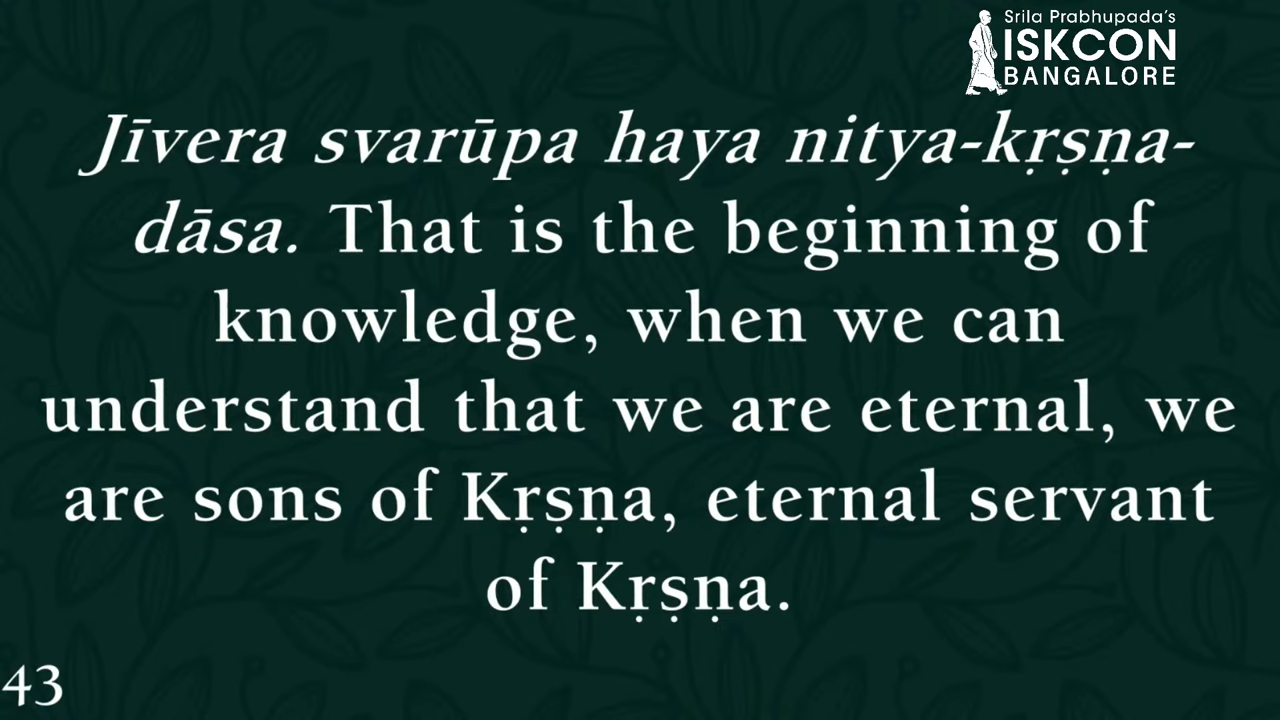 Srila Prabhupada's
ISKCON
BANGALORE
Jīvera svarūpa haya nitya-kṛṣṇa-
dāsa. That is the beginning of
knowledge, when we can
understand that we are eternal, we
are sons of Kṛṣṇa, eternal servant
of Kṛṣṇa.
43